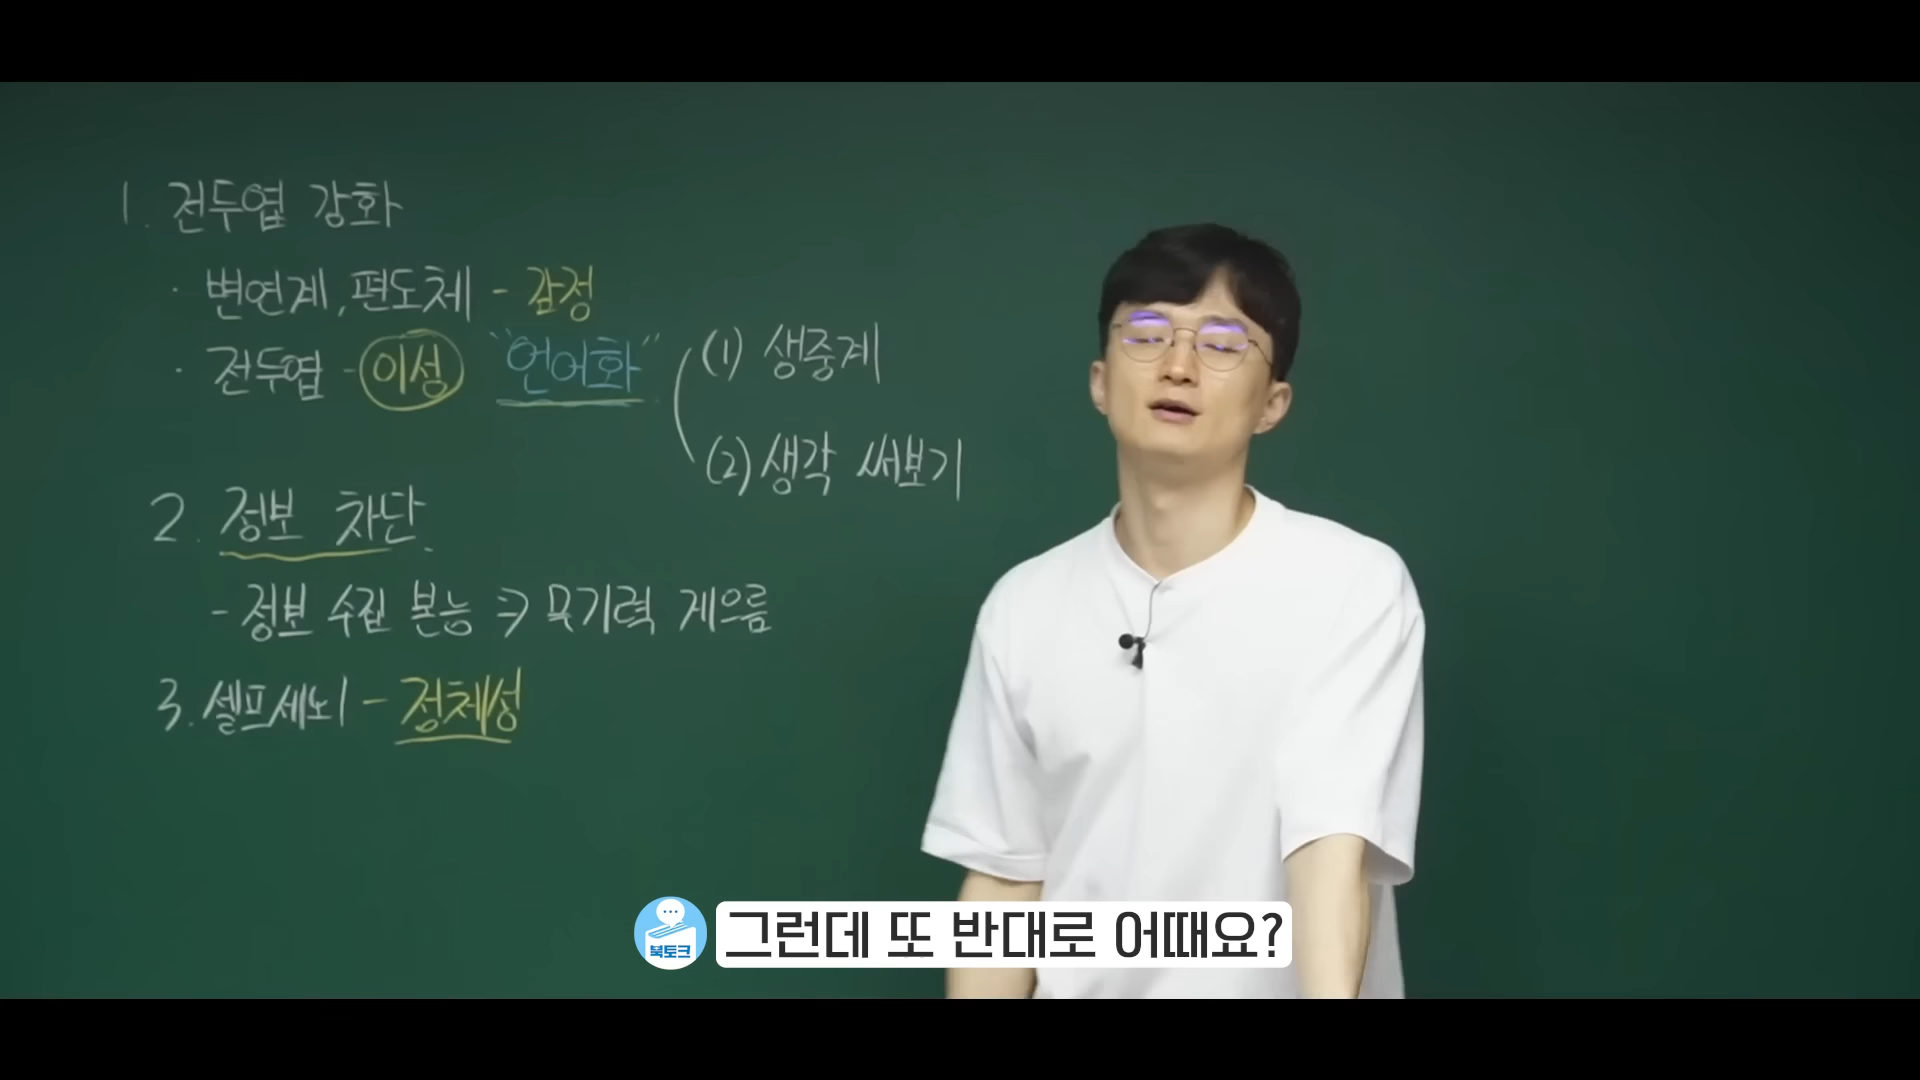 1. 전두엽 강화
· 변연계, 편도체 - 감정
· 전두엽 - 이성 "언어화"
(1) 생중계
(2) 생각 써보기
2. 정보 차단.
- 정보 수집 본능 => 무기력 게으름
3. 셀프세뇌 - 정체성
북토크
그런데 또 반대로 어때요?